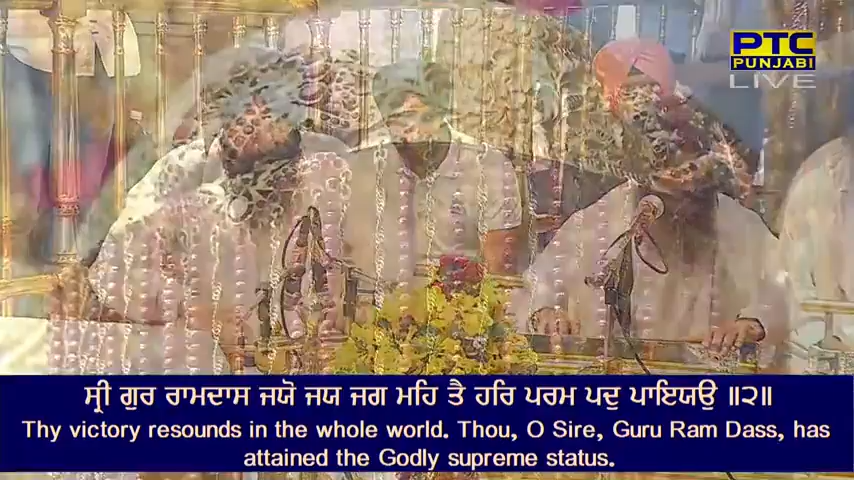 PTC
PUNJABI
LIVE
ਸ੍ਰੀ ਗੁਰ ਰਾਮਦਾਸ ਜਯੋ ਜਯ ਜਗ ਮਹਿ ਤੈ ਹਰਿ ਪਰਮ ਪਦੁ ਪਾਇਯਉ ॥੨॥
Thy victory resounds in the whole world. Thou, O Sire, Guru Ram Dass, has
attained the Godly supreme status.